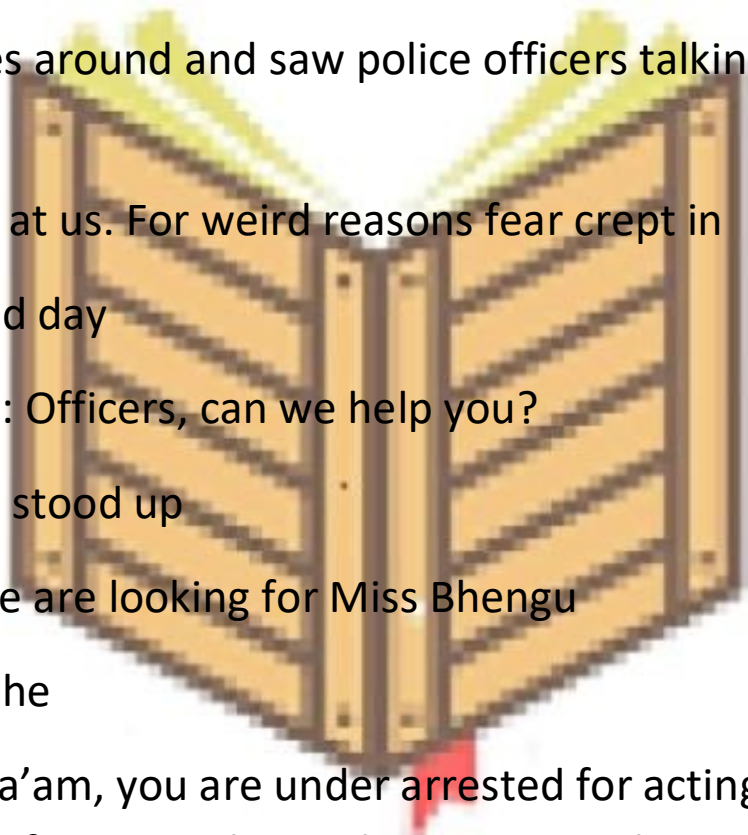 es around and saw police officers talkin
at us. For weird reasons fear crept in
d day
: Officers, can we help you?
stood up
e are looking for Miss Bhengu
he
a’am, you are under arrested for acting